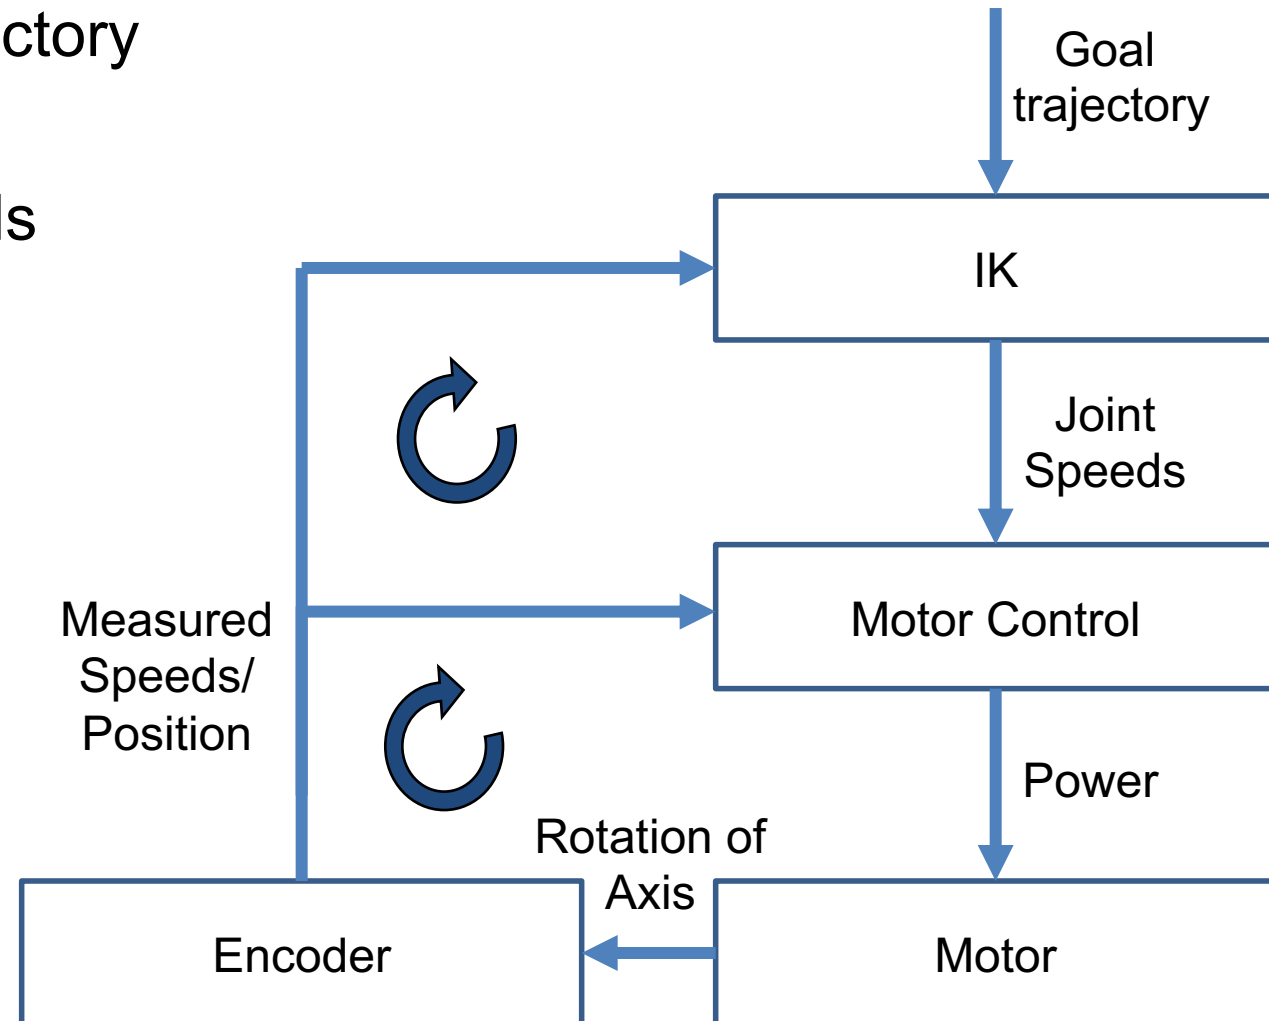 ctory
Goal
trajectory
ls
IK
Joint
Speeds
Measured
Speeds/
Position
Motor Control
Power
Rotation of
Axis
Encoder
Motor